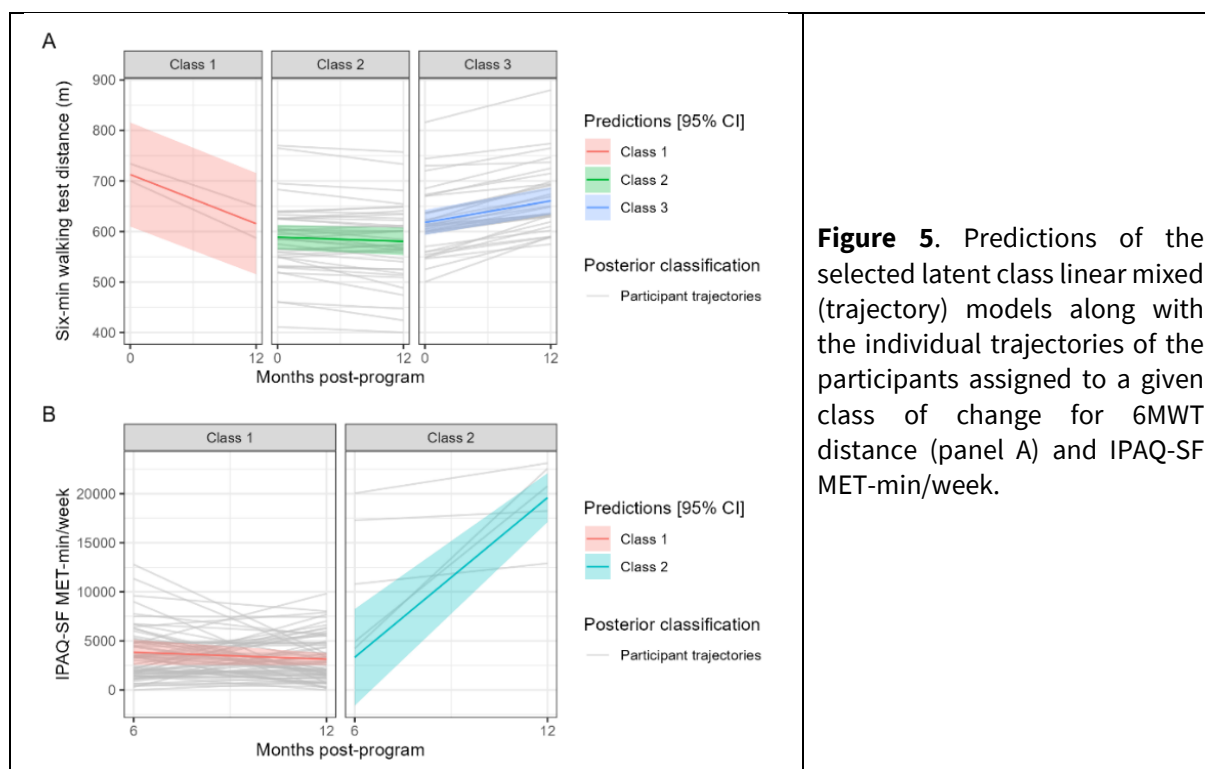 A
Class 1
Class 2
Class 3
Six-min walking test distance (m)
900
800
700
600
500
400
0
12
0
12
0
12
Months post-program
Predictions [95% CI]
Class 1
Class 2
Class 3
Posterior classification
Participant trajectories
B
Class 1
Class 2
IPAQ-SF MET-min/week
20000
15000
10000
5000
0
6
12
6
12
Months post-program
Predictions [95% CI]
Class 1
Class 2
Posterior classification
Participant trajectories
Figure 5. Predictions of the
selected latent class linear mixed
(trajectory) models along with
the individual trajectories of the
participants assigned to a given
class of change for 6MWT
distance (panel A) and IPAQ-SF
MET-min/week.